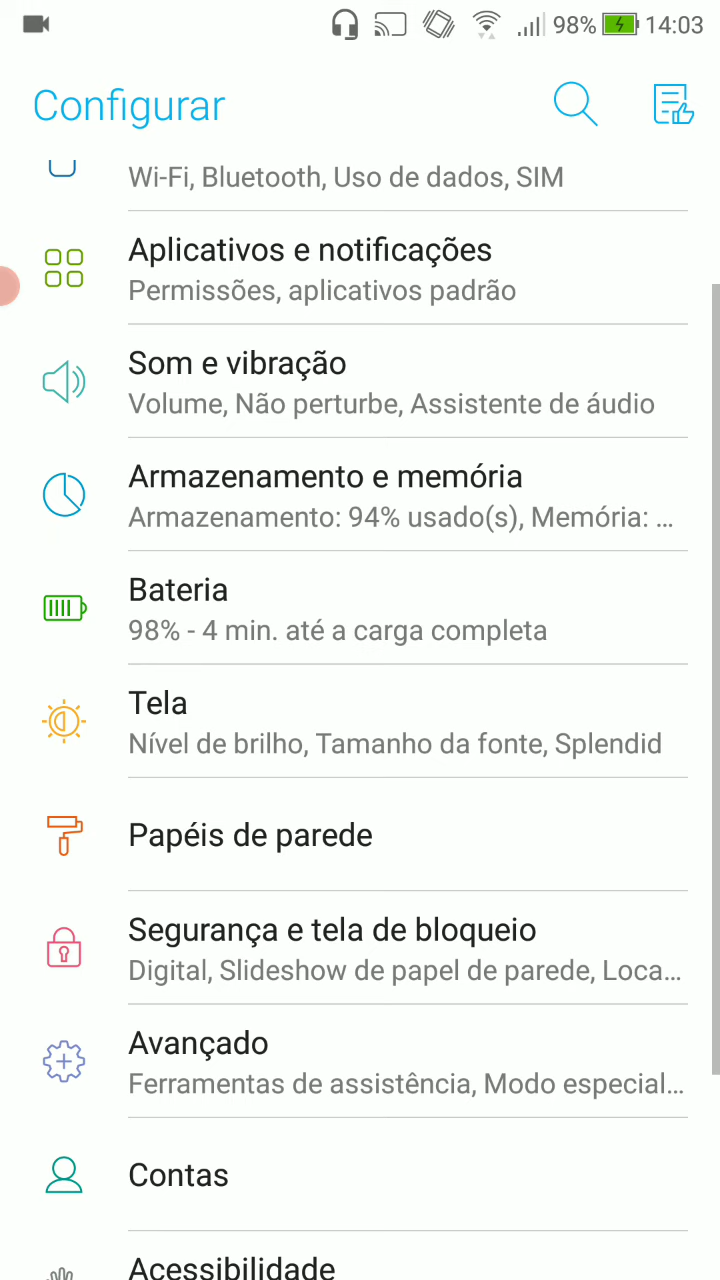 98% 14:03
Configurar
Wi-Fi, Bluetooth, Uso de dados, SIM
Aplicativos e notificações
Permissões, aplicativos padrão
Som e vibração
Volume, Não perturbe, Assistente de áudio
Armazenamento e memória
Armazenamento: 94% usado(s), Memória: ...
Bateria
98% - 4 min. até a carga completa
Tela
Nível de brilho, Tamanho da fonte, Splendid
Papéis de parede
Segurança e tela de bloqueio
Digital, Slideshow de papel de parede, Loca...
Avançado
Ferramentas de assistência, Modo especial...
Contas
Acessibilidade